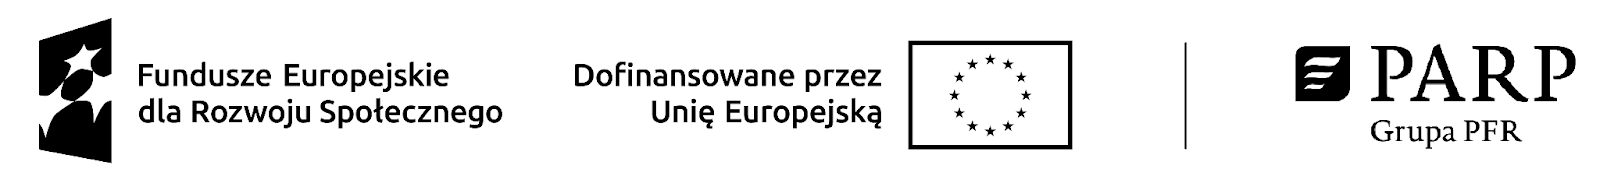 Fundusze Europejskie
dla Rozwoju Społecznego
Dofinansowane przez
Unię Europejską
PARP
Grupa PFR